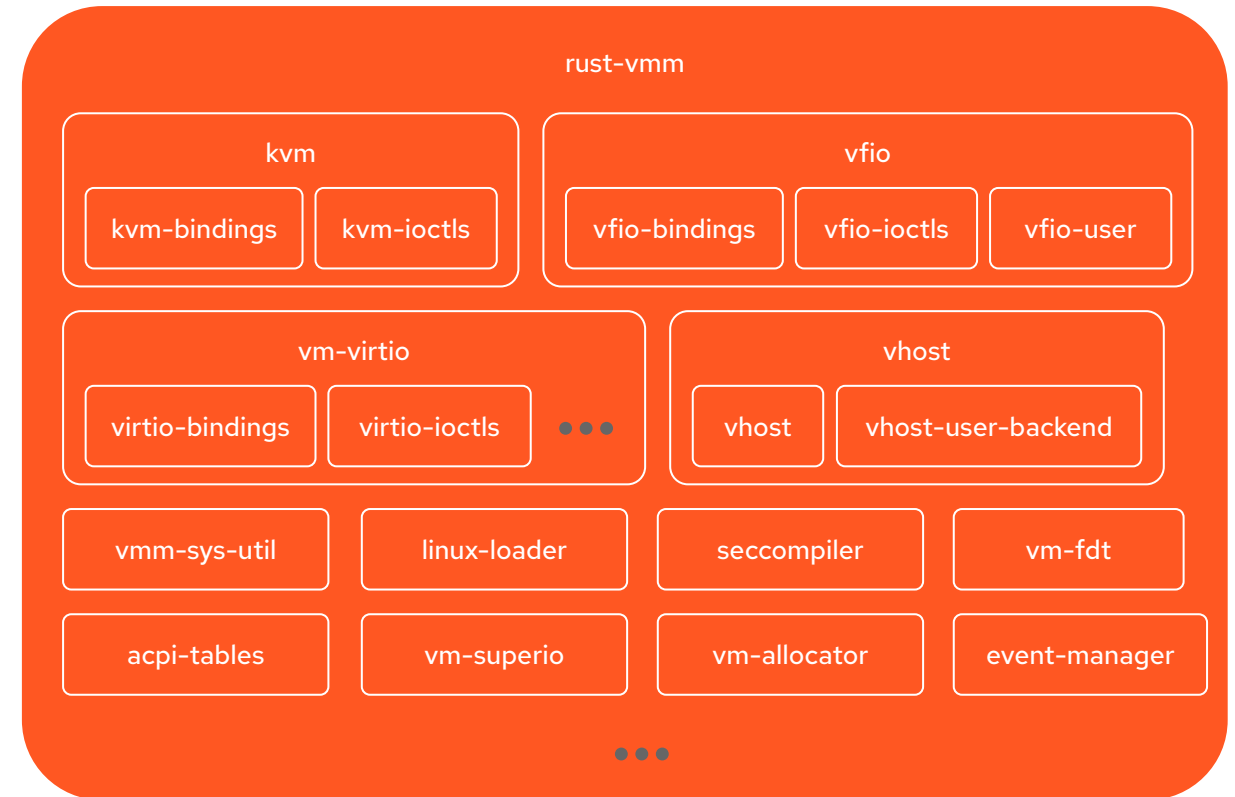 rust-vmm
kvm
kvm-bindings
kvm-ioctls
vfio
vfio-bindings
vfio-ioctls
vfio-user
vm-virtio
virtio-bindings
virtio-ioctls
vhost
vhost
vhost-user-backend
vmm-sys-util
linux-loader
seccompiler
vm-fdt
acpi-tables
vm-superio
vm-allocator
event-manager